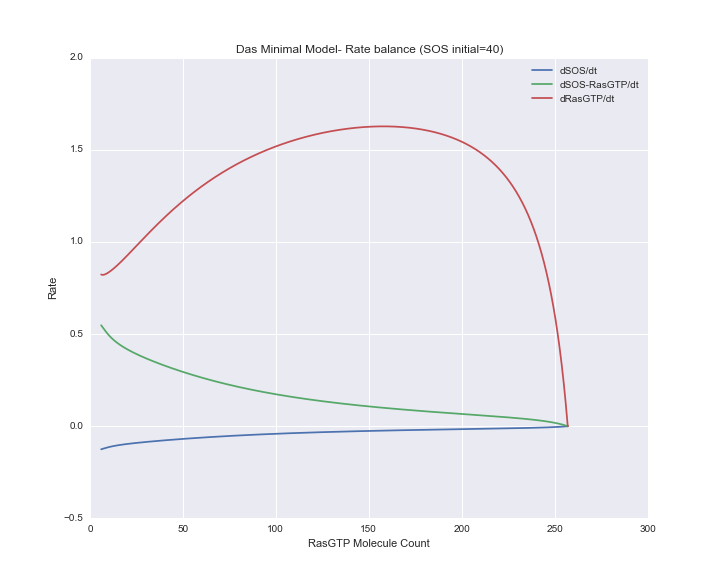 Das Minimal Model- Rate balance (SOS initial=40)
2.0
1.5
1.0
0.5
0.0
−0.5
Rate
dSOS/dt
dSOS-RasGTP/dt
dRasGTP/dt
0 50 100 150 200 250 300
RasGTP Molecule Count